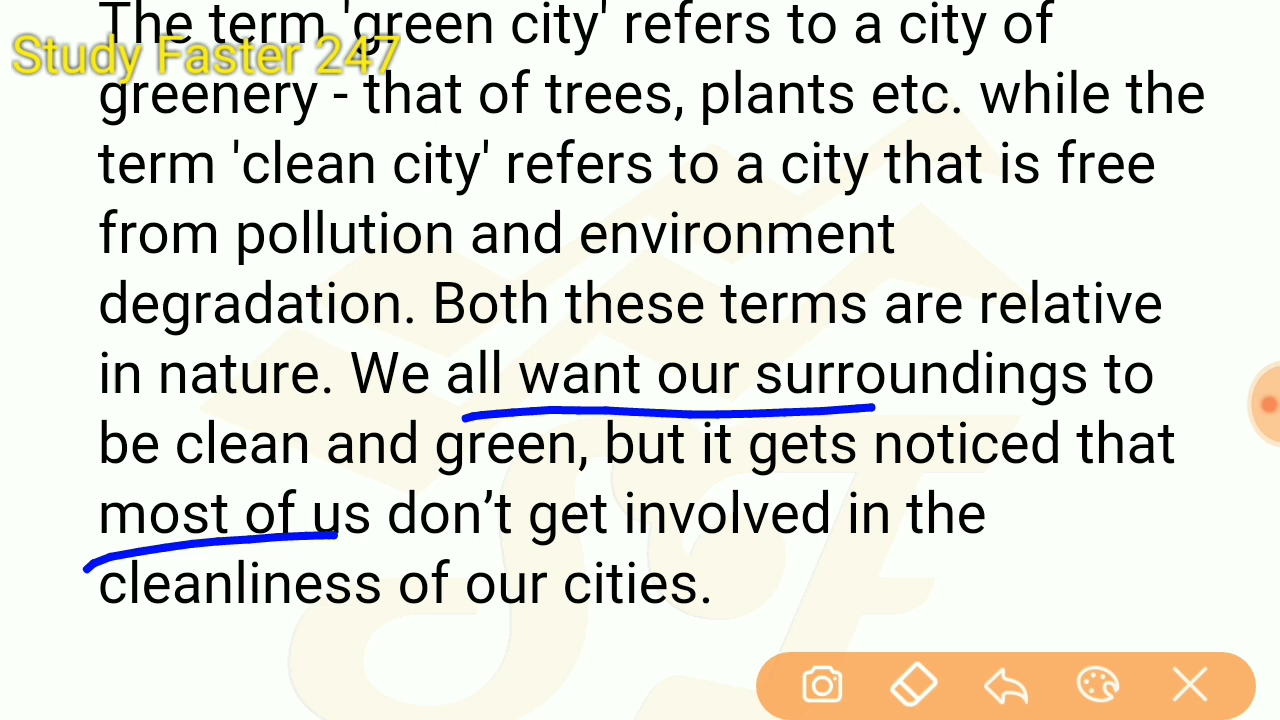 The term 'green city' refers to a city of
Study Faster 247
greenery - that of trees, plants etc. while the
term 'clean city' refers to a city that is free
from pollution and environment
degradation. Both these terms are relative
in nature. We all want our surroundings to
be clean and green, but it gets noticed that
most of us don’t get involved in the
cleanliness of our cities.